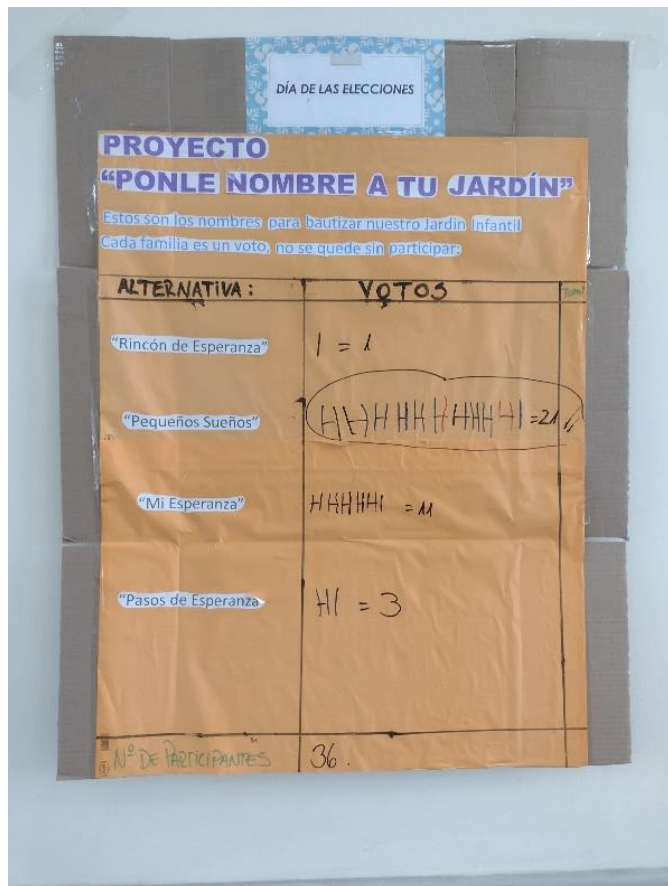 DÍA DE LAS ELECCIONES
PROYECTO
“PONLE NOMBRE A TU JARDÍN”
Estos son los nombres para bautizar nuestro Jardin Infantil
Cada familia es un voto, no se quede sin participar:
ALTERNATIVA: VOTOS Total
“Rincón de Esperanza” I = 1
“Pequeños Sueños” = 21
“Mi Esperanza” = 11
“Pasos de Esperanza = 3
Nº DE PARTICIPANTES 36.